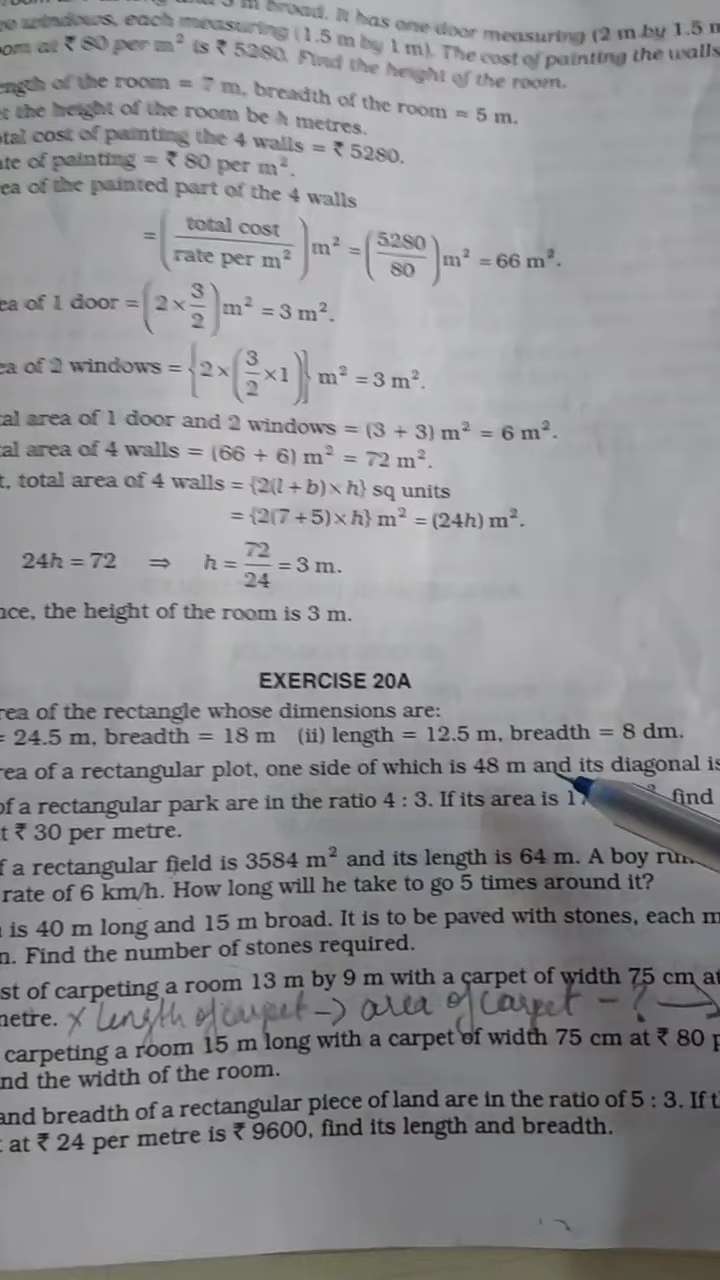 m broad. It has one door measuring (2 m by 1.5 m
windows, each measuring (1.5 m by 1 m). The cost of painting the walls
at ₹ 80 per m² is ₹ 5280. Find the height of the room.
ength of the room = 7 m, breadth of the room = 5 m.
the height of the room be h metres.
otal cost of painting the 4 walls = ₹ 5280.
ate of painting = ₹ 80 per m².
ea of the painted part of the 4 walls
= (total cost / rate per m²) m² = (5280 / 80) m² = 66 m².
ea of 1 door = (2 × 3/2) m² = 3 m².
ea of 2 windows = {2 × (3/2 × 1)} m² = 3 m².
tal area of 1 door and 2 windows = (3 + 3) m² = 6 m².
tal area of 4 walls = (66 + 6) m² = 72 m².
t, total area of 4 walls = {2(l + b) × h} sq units
= {2(7 + 5) × h} m² = (24h) m².
24h = 72 ⇒ h = 72/24 = 3 m.
nce, the height of the room is 3 m.
EXERCISE 20A
rea of the rectangle whose dimensions are:
= 24.5 m, breadth = 18 m (ii) length = 12.5 m, breadth = 8 dm.
rea of a rectangular plot, one side of which is 48 m and its diagonal is
of a rectangular park are in the ratio 4 : 3. If its area is 1 find
t ₹ 30 per metre.
f a rectangular field is 3584 m² and its length is 64 m. A boy run
rate of 6 km/h. How long will he take to go 5 times around it?
is 40 m long and 15 m broad. It is to be paved with stones, each m
n. Find the number of stones required.
st of carpeting a room 13 m by 9 m with a carpet of width 75 cm at
netre. × length of carpet → area of carpet - ? →
carpeting a room 15 m long with a carpet of width 75 cm at ₹ 80 p
nd the width of the room.
and breadth of a rectangular piece of land are in the ratio of 5 : 3. If t
at ₹ 24 per metre is ₹ 9600, find its length and breadth.